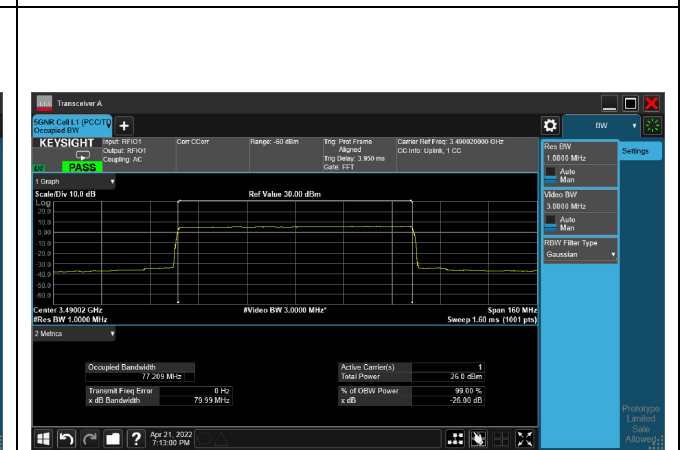 Transceiver A
5GNR Cell L1 (PCC/TD
Occupied BW
BW
KEYSIGHT
Input: RFIO1
Output: RFIO1
Coupling: AC
Corr CCorr
Range: -60 dBm
Trig: Prot Frame
Aligned
Trig Delay: 3.950 ms
Gate: FFT
Carrier Ref Freq: 3.490020000 GHz
CC Info: Uplink, 1 CC
PASS
Res BW
1.0000 MHz
Auto
Man
Settings
1 Graph
Scale/Div 10.0 dB
Ref Value 30.00 dBm
Log
20.0
10.0
0.00
-10.0
-20.0
-30.0
-40.0
-50.0
-60.0
Video BW
3.0000 MHz
Auto
Man
RBW Filter Type
Gaussian
Center 3.49002 GHz
#Video BW 3.0000 MHz*
Span 160 MHz
#Res BW 1.0000 MHz
Sweep 1.60 ms (1001 pts)
2 Metrics
Occupied Bandwidth
77.209 MHz
Active Carrier(s)
1
Total Power
26.0 dBm
Transmit Freq Error
0 Hz
% of OBW Power
99.00 %
x dB Bandwidth
79.99 MHz
x dB
-26.00 dB
Prototype
Limited
Sale
Allowed
Apr 21, 2022
7:13:00 PM